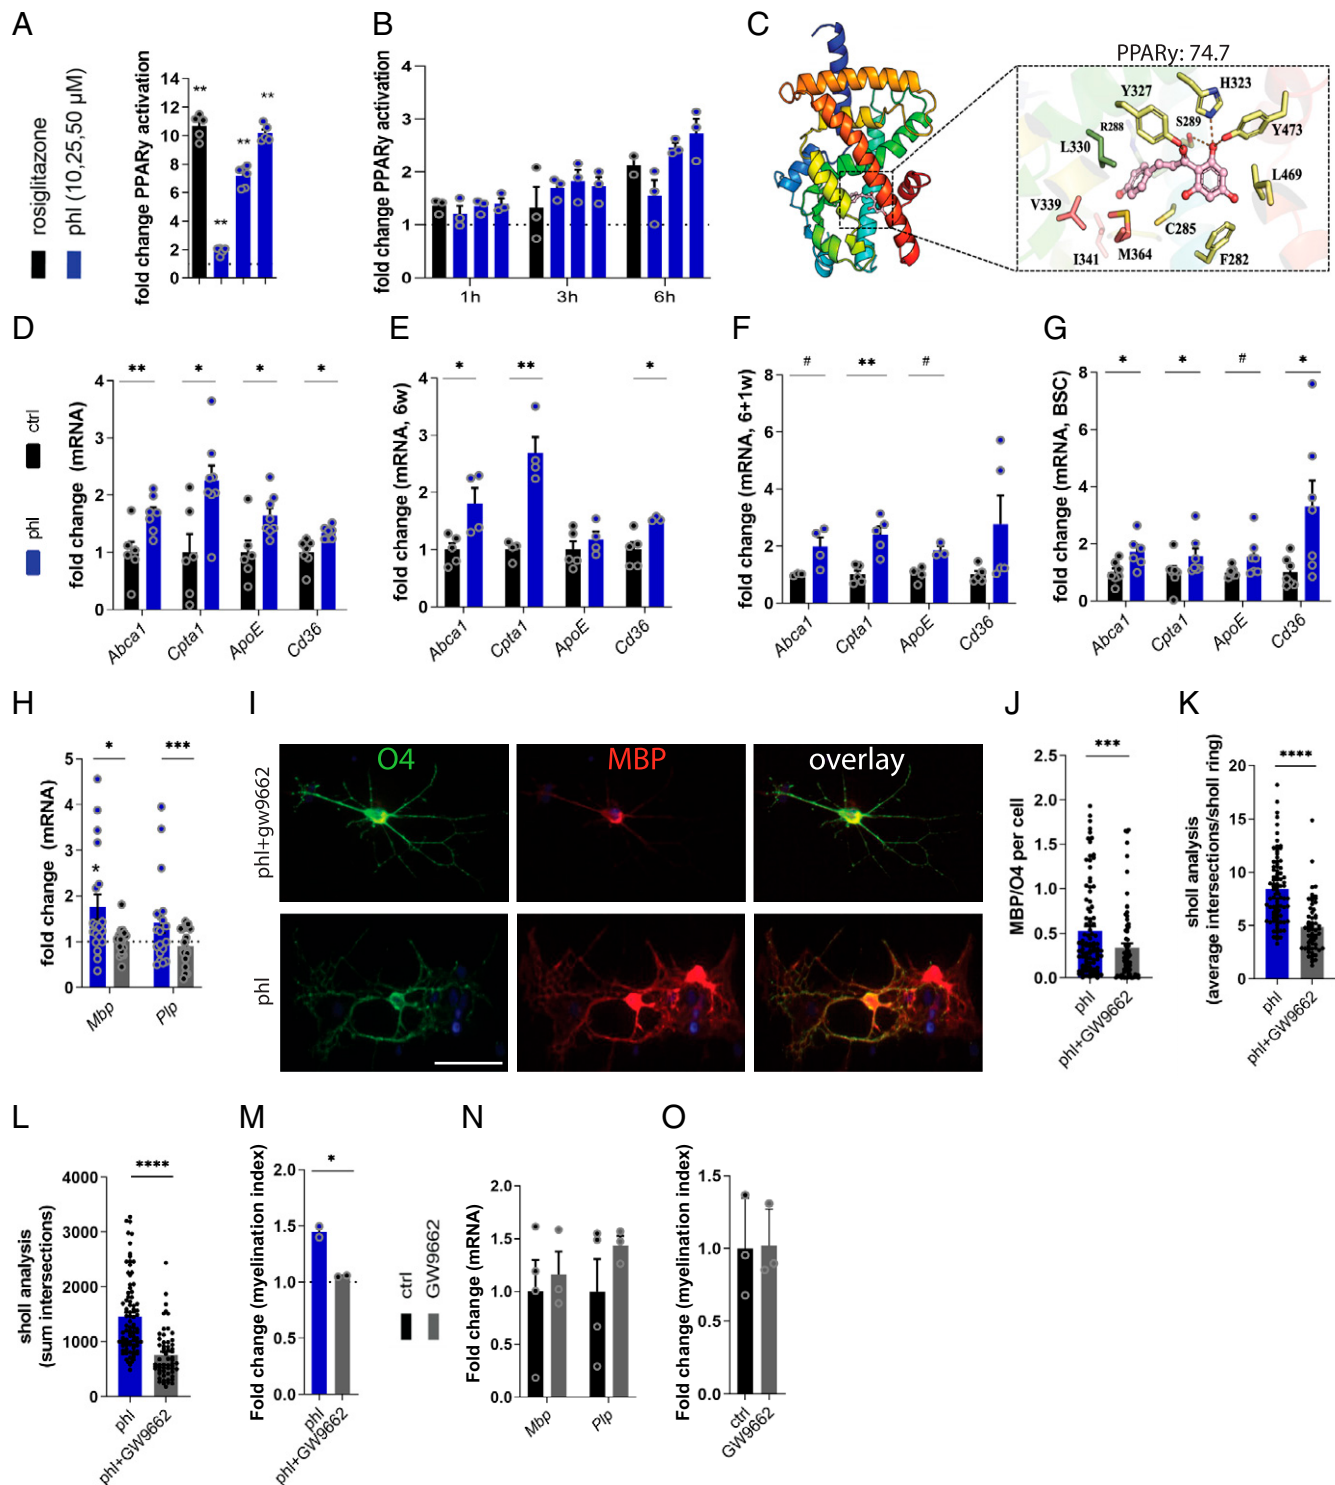 A
rosiglitazone
phl (10,25,50 µM)
fold change PPARγ activation
14
12
10
8
6
4
2
0
**
**
**
**
B
fold change PPARγ activation
4
3
2
1
0
1h
3h
6h
C
PPARγ: 74.7
Y327
H323
S289
R288
Y473
L330
L469
V339
C285
I341
M364
F282
D
ctrl
phl
fold change (mRNA)
4
3
2
1
0
**
*
*
*
Abca1
Cpta1
ApoE
Cd36
E
fold change (mRNA, 6w)
4
3
2
1
0
*
**
*
Abca1
Cpta1
ApoE
Cd36
F
fold change (mRNA, 6+1w)
8
6
4
2
0
#
**
#
Abca1
Cpta1
ApoE
Cd36
G
fold change (mRNA, BSC)
8
6
4
2
0
*
*
#
*
Abca1
Cpta1
ApoE
Cd36
H
fold change (mRNA)
5
4
3
2
1
0
*
***
*
Mbp
Plp
I
O4
MBP
overlay
phl+gw9662
phl
J
MBP/O4 per cell
2.5
2.0
1.5
1.0
0.5
0.0
***
phl
phl+GW9662
K
sholl analysis
(average intersections/sholl ring)
20
15
10
5
0
****
phl
phl+GW9662
L
sholl analysis
(sum intersections)
4000
3000
2000
1000
0
****
phl
phl+GW9662
M
Fold change (myelination index)
2.0
1.5
1.0
0.5
0.0
*
phl
phl+GW9662
ctrl
GW9662
N
Fold change (mRNA)
2.0
1.5
1.0
0.5
0.0
Mbp
Plp
O
Fold change (myelination index)
1.5
1.0
0.5
0.0
ctrl
GW9662